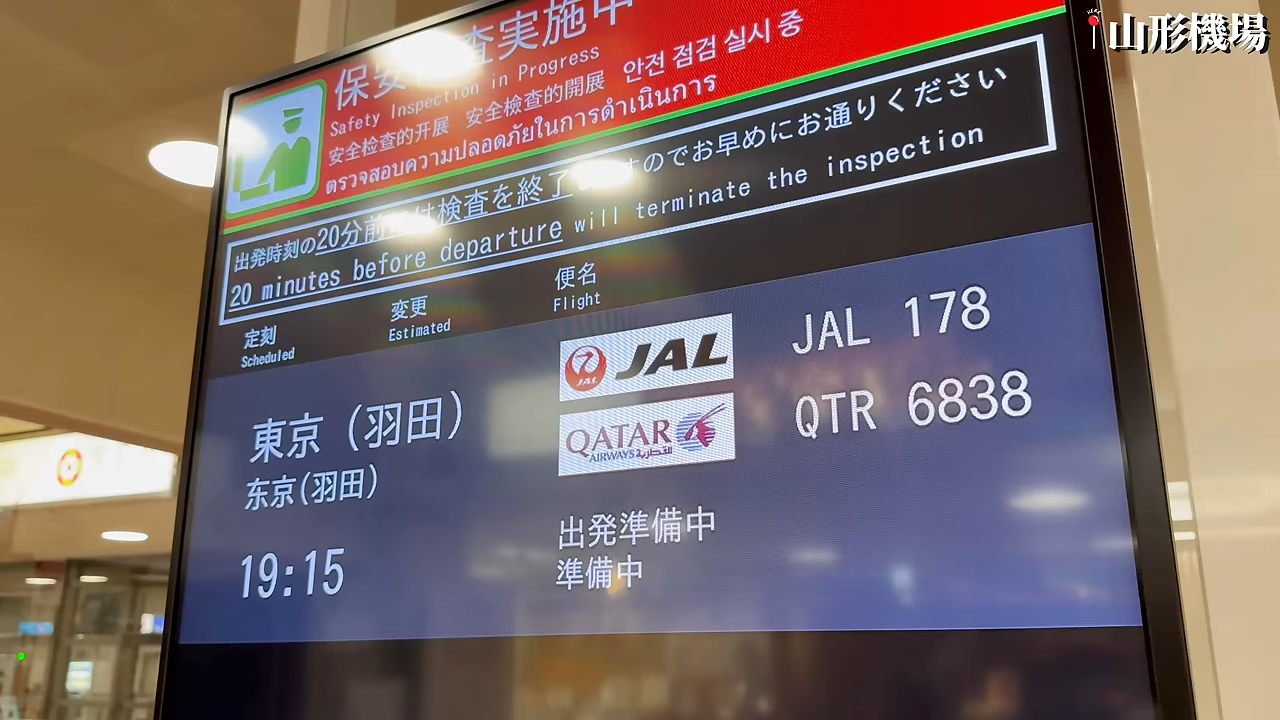 山形機場
保安検査実施中
Safety Inspection in Progress
安全检查的开展 安全檢查的開展 안전 점검 실시 중
ตรวจสอบความปลอดภัยในการดำเนินการ
出発時刻の20分前には検査を終了しますのでお早めにお通りください
20 minutes before departure will terminate the inspection
定刻 変更 便名
Scheduled Estimated Flight
東京（羽田） JAL JAL JAL 178
东京(羽田) QATAR AIRWAYS القطرية QTR 6838
19:15 出発準備中
準備中